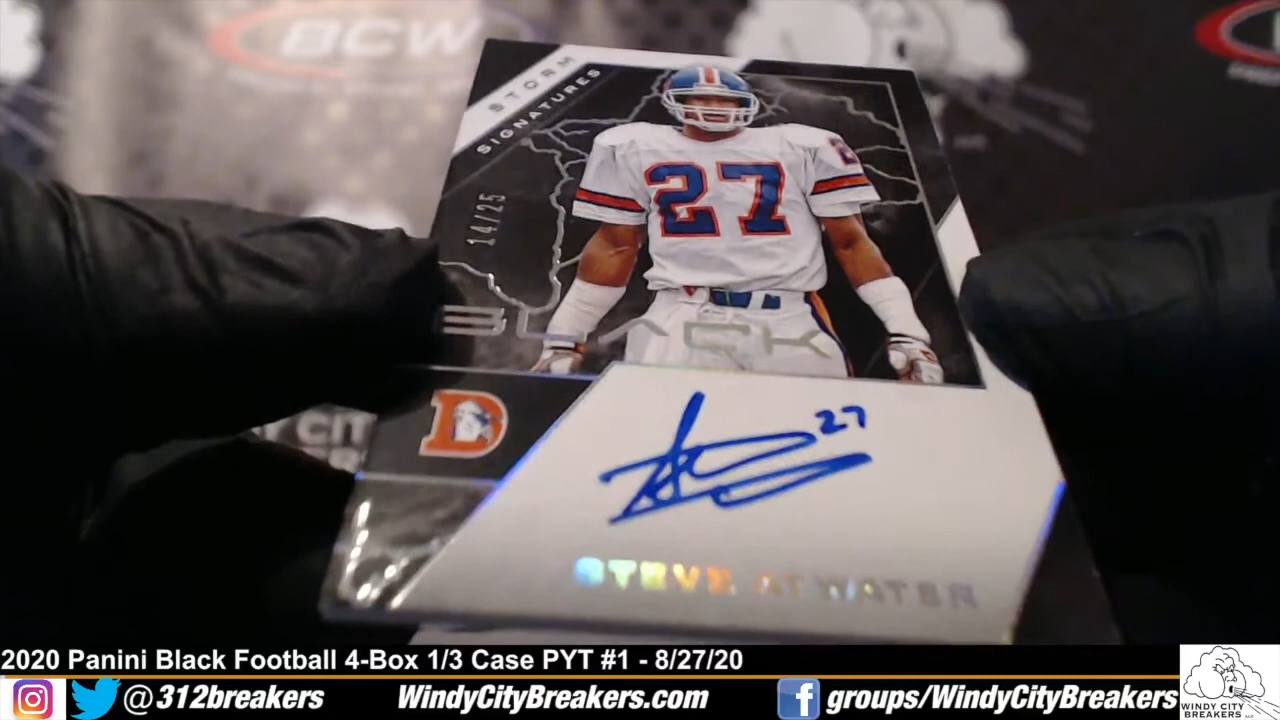 BCW
STORM
SIGNATURES
14/25
27
BLACK
D
27
STEVE ATWATER
2020 Panini Black Football 4-Box 1/3 Case PYT #1 - 8/27/20
@312breakers WindyCityBreakers.com groups/WindyCityBreakers
WINDY CITY
BREAKERS LLC